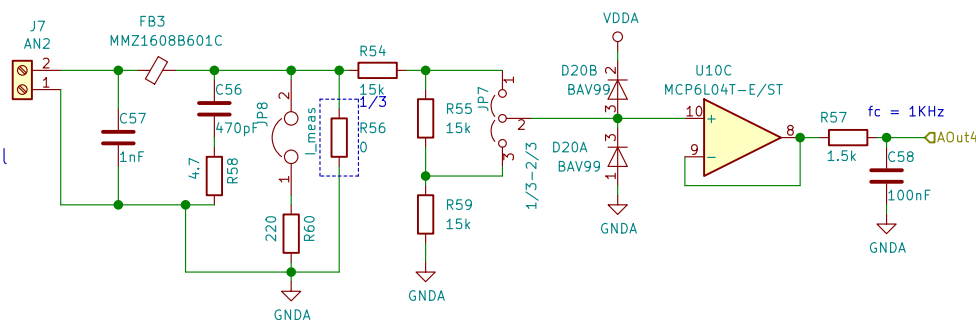 J7
AN2
2
1
FB3
MMZ1608B601C
C57
1nF
C56
470pF
4.7
R58
JP8
2
1
I_meas
220
R60
GNDA
1/3
R56
0
R54
15k
R55
15k
R59
15k
GNDA
JP7
1
2
3
1/3-2/3
VDDA
D20B
BAV99
2
3
D20A
BAV99
3
1
GNDA
U10C
MCP6L04T-E/ST
10
+
9
−
8
R57
1.5k
fc = 1KHz
AOut4
C58
100nF
GNDA
l